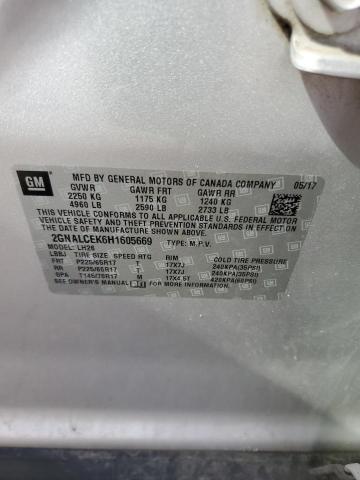 GM
MFD BY GENERAL MOTORS OF CANADA COMPANY 05/17
GVWR GAWR FRT GAWR RR
2250 KG 1175 KG 1240 KG
4960 LB 2590 LB 2733 LB
THIS VEHICLE CONFORMS TO ALL APPLICABLE U.S. FEDERAL MOTOR
VEHICLE SAFETY AND THEFT PREVENTION STANDARDS IN EFFECT ON
THE DATE OF MANUFACTURE SHOWN ABOVE.
2GNALCEK6H1605669 TYPE: M.P.V.
MODEL: LH26
LBBJ TIRE SIZE SPEED RTG RIM COLD TIRE PRESSURE
FRT P225/65R17 T 17X7J 240KPA(35PSI)
RR P225/65R17 T 17X7J 240KPA(35PSI)
SPA T145/70R17 M 17X4.5T 420KPA(60PSI)
SEE OWNER'S MANUAL FOR MORE INFORMATION.